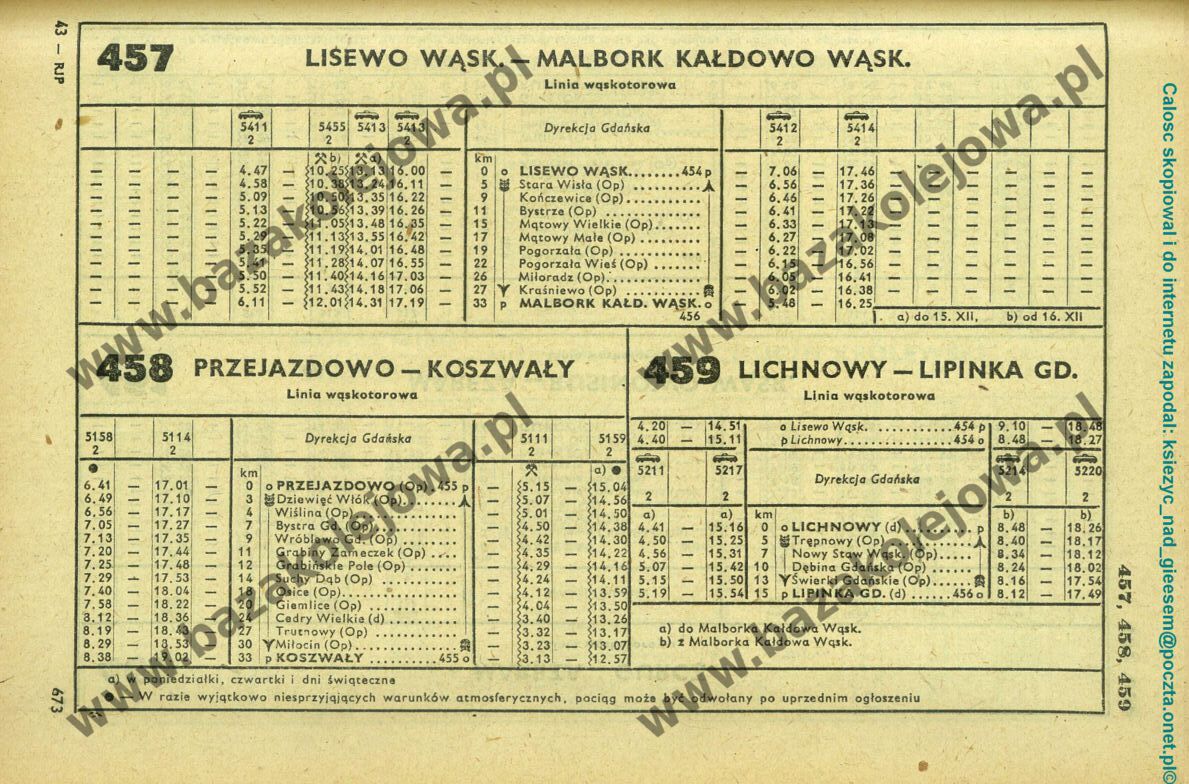 43 — RJP
457 LISEWO WĄSK. — MALBORK KAŁDOWO WĄSK.
Linia wąskotorowa
5411 5455 5413 5413 Dyrekcja Gdańska 5412 5414
2 2 2 2 2 2
b) a) km
4.47 10.25 13.13 16.00 — 0 o LISEWO WĄSK. 454 p — 7.06 — 17.46
4.58 10.38 13.24 16.11 — 5 Stara Wisła (Op) — 6.56 — 17.36
5.09 10.50 13.35 16.22 — 9 Kończewice (Op) — 6.46 — 17.26
5.13 10.56 13.39 16.26 — 11 Bystrze (Op) — 6.41 — 17.22
5.22 11.05 13.48 16.35 — 15 Mątowy Wielkie (Op) — 6.33 — 17.13
5.29 11.13 13.55 16.42 — 17 Mątowy Małe (Op) — 6.27 — 17.08
5.35 11.19 14.01 16.48 — 19 Pogorzała (Op) — 6.22 — 17.02
5.41 11.28 14.07 16.55 — 22 Pogorzała Wieś (Op) — 6.15 — 16.56
5.50 11.40 14.16 17.03 — 26 Miłoradz (Op) — 6.05 — 16.41
5.52 11.43 14.18 17.06 — 27 Kraśniewo (Op) — 6.02 — 16.38
6.11 12.01 14.31 17.19 — 33 p MALBORK KAŁD. WĄSK. o — 5.48 — 16.25
456
a) do 15. XII, b) od 16. XII
458 PRZEJAZDOWO — KOSZWAŁY
Linia wąskotorowa
5158 5114 Dyrekcja Gdańska 5111 5159
2 2 2 2
km a)
6.41 — 17.01 — 0 o PRZEJAZDOWO (Op) 455 p — 5.15 — 15.04
6.49 — 17.10 — 3 Dziewięć Włók (Op) — 5.07 — 14.56
6.56 — 17.17 — 4 Wiślina (Op) — 5.01 — 14.50
7.05 — 17.27 — 7 Bystra Gd. (Op) — 4.50 — 14.38
7.13 — 17.35 — 9 Wróblewo Gd. (Op) — 4.42 — 14.30
7.20 — 17.44 — 11 Grabiny Zameczek (Op) — 4.35 — 14.22
7.25 — 17.48 — 12 Grabińskie Pole (Op) — 4.29 — 14.16
7.29 — 17.53 — 14 Suchy Dąb (Op) — 4.24 — 14.11
7.40 — 18.04 — 18 Osice (Op) — 4.12 — 13.59
7.58 — 18.22 — 20 Giemlice (Op) — 4.04 — 13.50
8.12 — 18.36 — 24 Cedry Wielkie (d) — 3.40 — 13.26
8.19 — 18.43 — 27 Trutnowy (Op) — 3.32 — 13.17
8.29 — 18.53 — 30 Miłocin (Op) — 3.23 — 13.07
8.38 — 19.02 — 33 p KOSZWAŁY 455 o — 3.13 — 12.57
a) w poniedziałki, czwartki i dni świąteczne
● — W razie wyjątkowo niesprzyjających warunków atmosferycznych, pociąg może być odwołany po uprzednim ogłoszeniu
459 LICHNOWY — LIPINKA GD.
Linia wąskotorowa
4.20 — 14.51 o Lisewo Wąsk. 454 p 9.10 — 18.48
4.40 — 15.11 p Lichnowy 454 o 8.48 — 18.27
5211 5217 Dyrekcja Gdańska 5214 5220
2 2 2 2
a) a) km b) b)
4.41 — 15.16 0 o LICHNOWY (d) p 8.48 — 18.26
4.50 — 15.25 5 Trępnowy (Op) 8.40 — 18.17
4.56 — 15.31 7 Nowy Staw Wąsk. (Op) 8.34 — 18.12
5.07 — 15.42 10 Dębina Gdańska (Op) 8.24 — 18.02
5.15 — 15.50 13 Świerki Gdańskie (Op) 8.16 — 17.54
5.19 — 15.54 15 p LIPINKA GD. (d) 456 o 8.12 — 17.49
a) do Malborka Kałdowa Wąsk.
b) z Malborka Kałdowa Wąsk.
673
457, 458, 459
Calosc skopiowal i do internetu zapodal: ksiezyc_nad_gieesem@poczta.onet.pl©
www.bazakolejowa.pl
www.bazakolejowa.pl
www.bazakolejowa.pl
www.bazakolejowa.pl